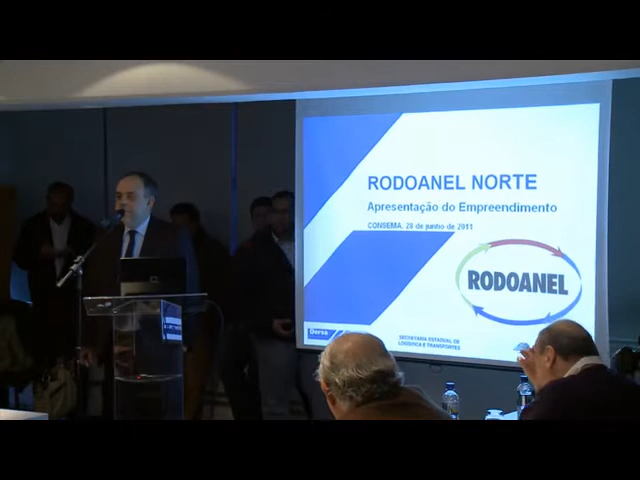 RODOANEL NORTE
Apresentação do Empreendimento
CONSEMA, 28 de junho de 2011
RODOANEL
Dersa
SECRETARIA ESTADUAL DE
LOGÍSTICA E TRANSPORTES